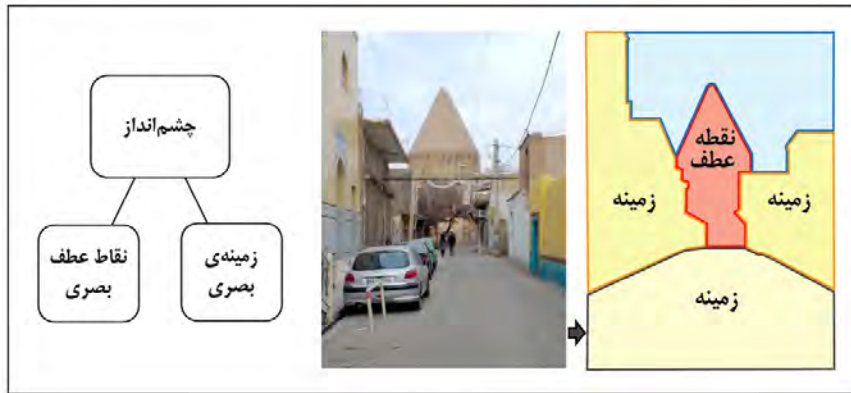 چشم‌انداز
زمینه‌ی
بصری
نقاط عطف
بصری
نقطه
عطف
زمینه
زمینه
زمینه